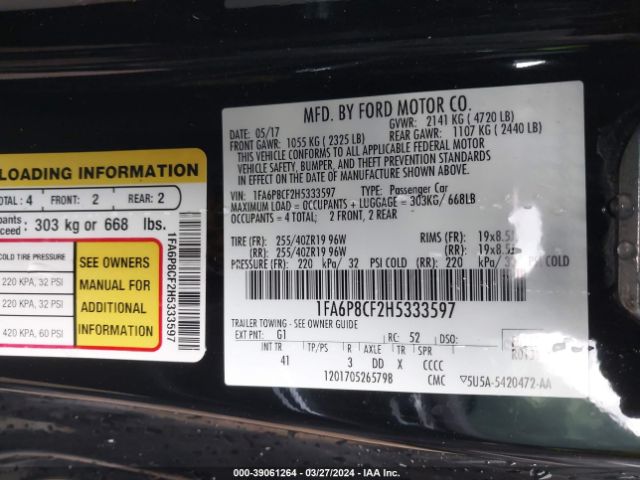 LOADING INFORMATION
TOTAL : 4 FRONT : 2 REAR : 2
303 kg or 668 lbs.
COLD TIRE PRESSURE
220 KPA, 32 PSI
220 KPA, 32 PSI
420 KPA, 60 PSI
SEE OWNERS
MANUAL FOR
ADDITIONAL
INFORMATION
1FA6P8CF2H5333597
MFD. BY FORD MOTOR CO.
DATE: 05/17 GVWR: 2141 KG ( 4720 LB)
FRONT GAWR: 1055 KG ( 2325 LB) REAR GAWR: 1107 KG ( 2440 LB)
THIS VEHICLE CONFORMS TO ALL APPLICABLE FEDERAL MOTOR
VEHICLE SAFETY, BUMPER, AND THEFT PREVENTION STANDARDS
IN EFFECT ON THE DATE OF MANUFACTURE SHOWN ABOVE.
VIN: 1FA6P8CF2H5333597 TYPE: Passenger Car
MAXIMUM LOAD = OCCUPANTS + LUGGAGE = 303KG/ 668LB
OCCUPANTS = 4 TOTAL; 2 FRONT, 2 REAR
TIRE (FR): 255/40ZR19 96W RIMS (FR): 19x8.5J
(RR): 255/40ZR19 96W (RR): 19x8.5
PRESSURE (FR): 220 kPa/ 32 PSI COLD (RR): 220 kPa/ 32 PSI COLD
1FA6P8CF2H5333597
TRAILER TOWING - SEE OWNER GUIDE
EXT PNT: G1 RC: 52 DSO:
INT TR TP/PS R AXLE TR SPR
41 3 DD X CCCC
12017052657​98 CMC 5U5A-5420472-AA
000-39061264 | 03/27/2024 | IAA Inc.